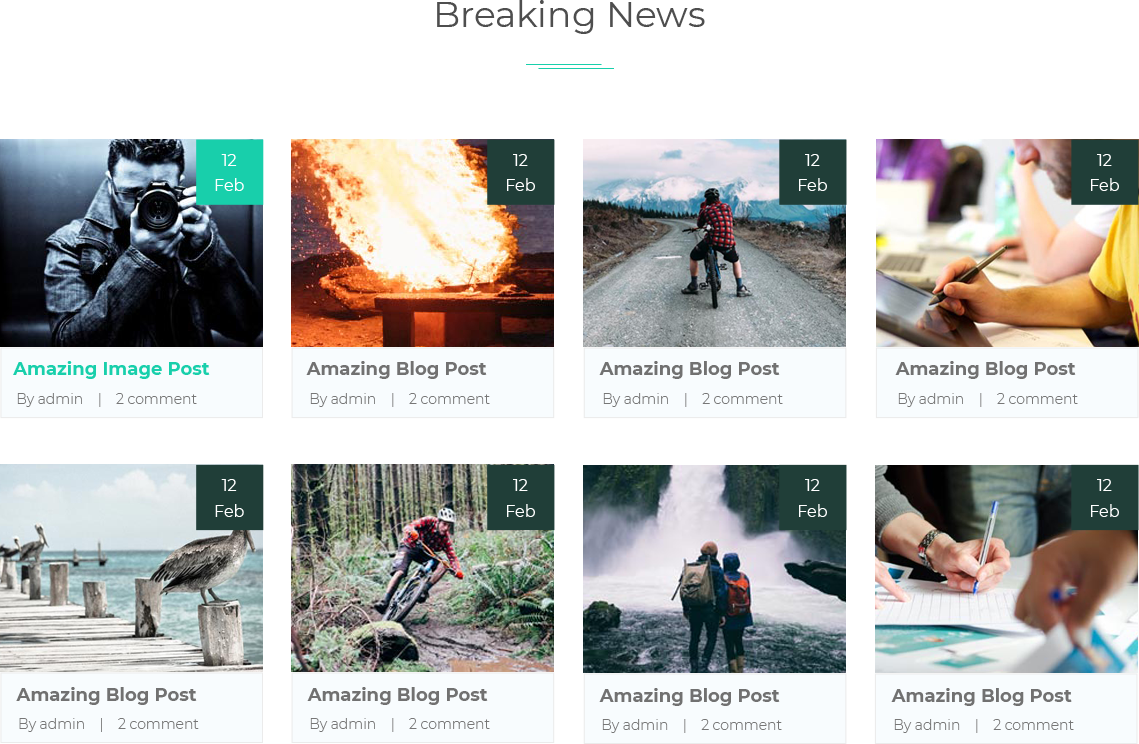 Breaking News
12
Feb
12
Feb
12
Feb
12
Feb
Amazing Image Post
Amazing Blog Post
Amazing Blog Post
Amazing Blog Post
By admin | 2 comment
By admin | 2 comment
By admin | 2 comment
By admin | 2 comment
12
Feb
12
Feb
12
Feb
12
Feb
Amazing Blog Post
Amazing Blog Post
Amazing Blog Post
Amazing Blog Post
By admin | 2 comment
By admin | 2 comment
By admin | 2 comment
By admin | 2 comment